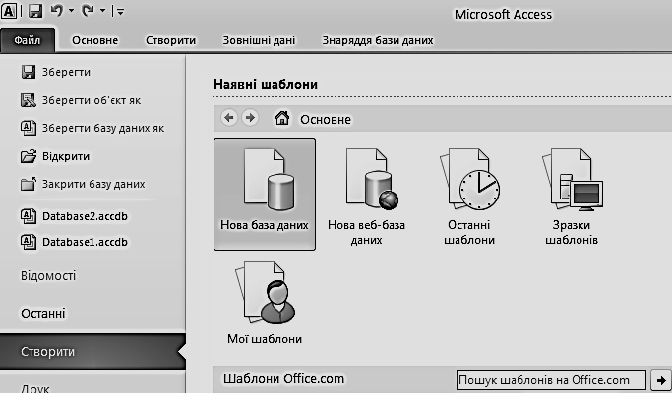 Microsoft Access
Файл Основне Створити Зовнішні дані Знаряддя бази даних
Зберегти
Зберегти об'єкт як
Зберегти базу даних як
Відкрити
Закрити базу даних
Database2.accdb
Database1.accdb
Відомості
Останні
Створити
Друк
Наявні шаблони
Основне
Нова база даних
Нова веб-база
даних
Останні
шаблони
Зразки
шаблонів
Мої шаблони
Шаблони Office.com
Пошук шаблонів на Office.com